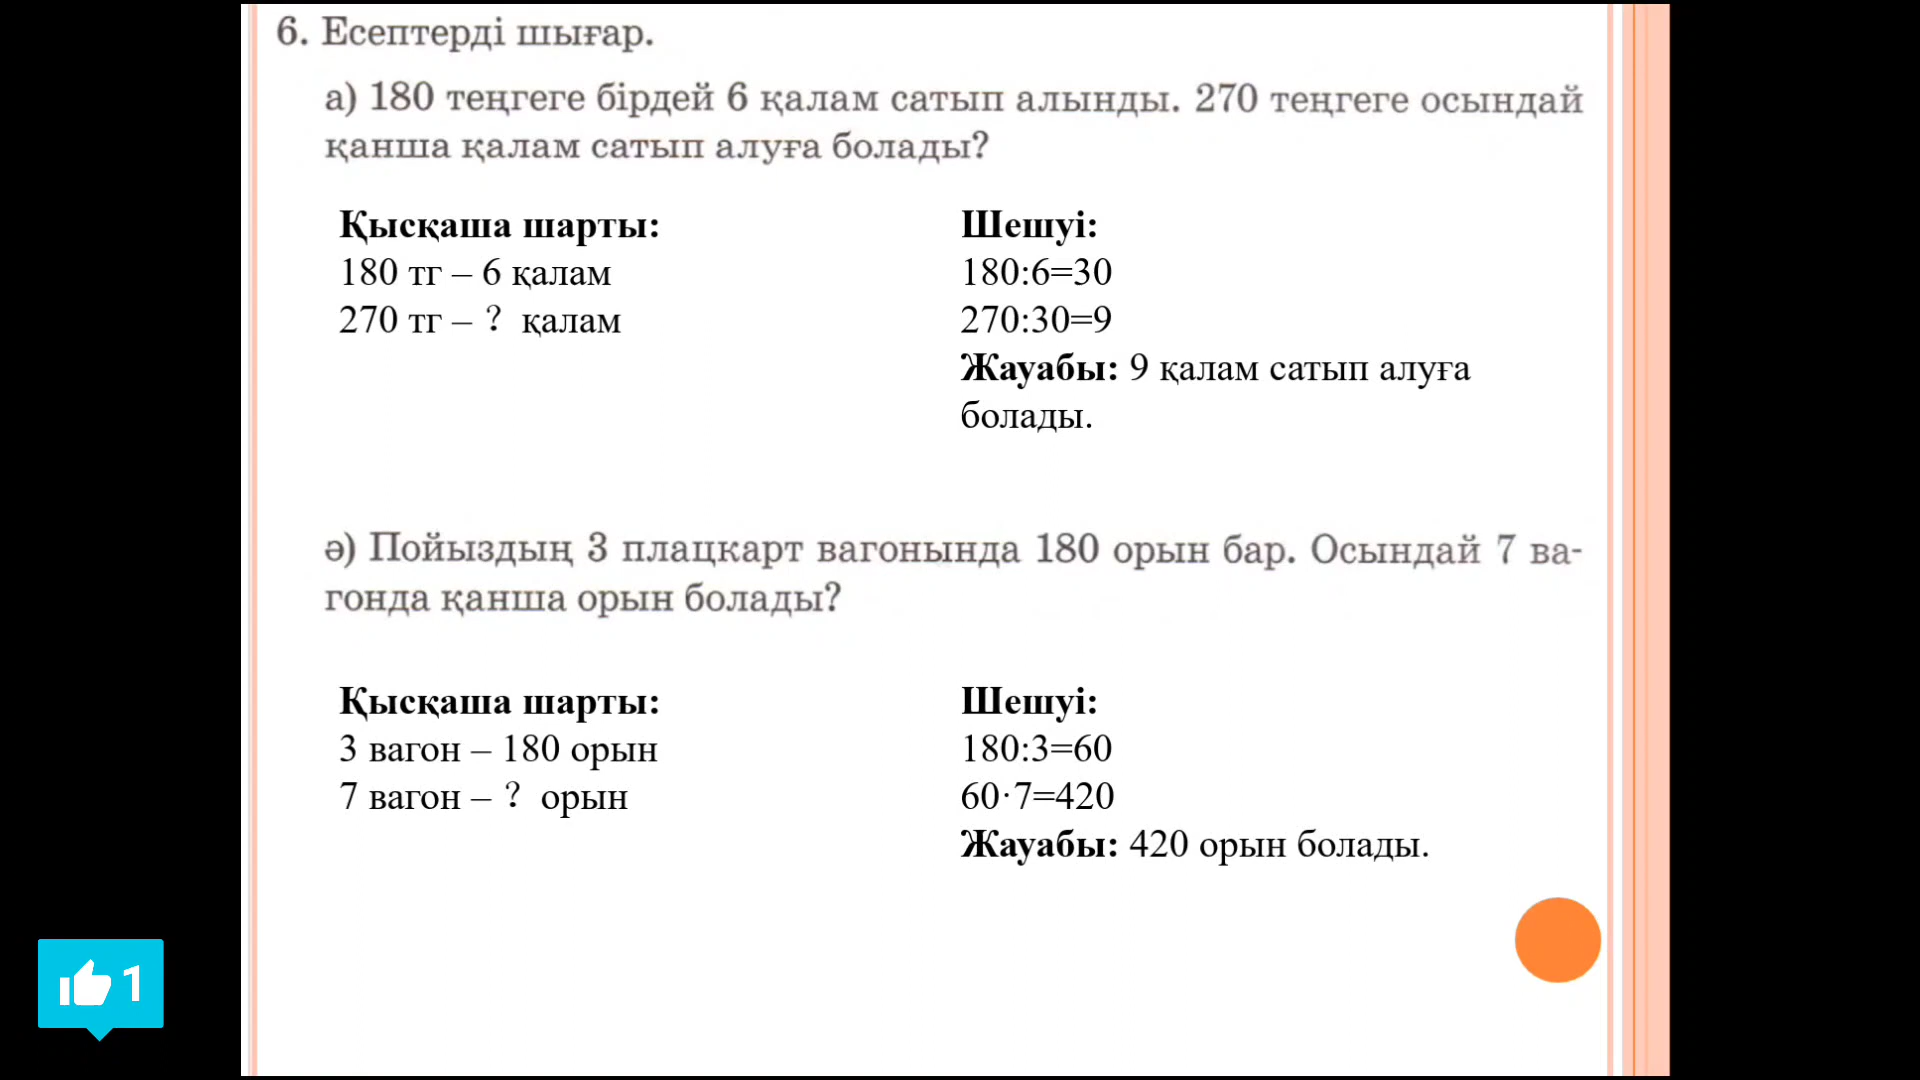 6. Есептерді шығар.
а) 180 теңгеге бірдей 6 қалам сатып алынды. 270 теңгеге осындай
қанша қалам сатып алуға болады?
Қысқаша шарты:
180 тг – 6 қалам
270 тг – ? қалам
Шешуі:
180:6=30
270:30=9
Жауабы: 9 қалам сатып алуға
болады.
ә) Пойыздың 3 плацкарт вагонында 180 орын бар. Осындай 7 ва-
гонда қанша орын болады?
Қысқаша шарты:
3 вагон – 180 орын
7 вагон – ? орын
Шешуі:
180:3=60
60·7=420
Жауабы: 420 орын болады.
1